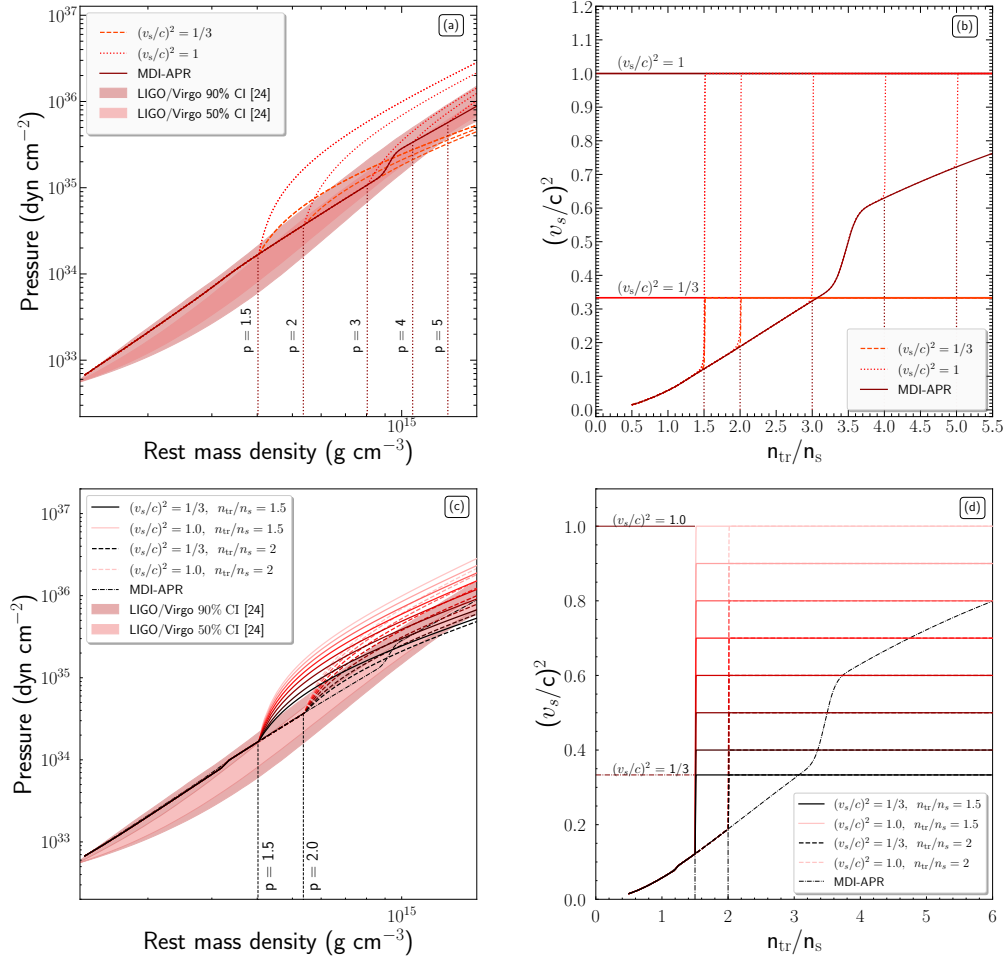 (a)
10^37
10^36
10^35
10^34
10^33
Pressure (dyn cm^−2)
(v_s/c)^2 = 1/3
(v_s/c)^2 = 1
MDI-APR
LIGO/Virgo 90% CI [24]
LIGO/Virgo 50% CI [24]
p = 1.5
p = 2
p = 3
p = 4
p = 5
10^15
Rest mass density (g cm^−3)
(b)
1.2
1.1
1.0
0.9
0.8
0.7
0.6
0.5
0.4
0.3
0.2
0.1
0.0
(v_s/c)^2
(v_s/c)^2 = 1
(v_s/c)^2 = 1/3
(v_s/c)^2 = 1/3
(v_s/c)^2 = 1
MDI-APR
0.0 0.5 1.0 1.5 2.0 2.5 3.0 3.5 4.0 4.5 5.0 5.5
n_tr/n_s
(c)
10^37
10^36
10^35
10^34
10^33
Pressure (dyn cm^−2)
(v_s/c)^2 = 1/3, n_tr/n_s = 1.5
(v_s/c)^2 = 1.0, n_tr/n_s = 1.5
(v_s/c)^2 = 1/3, n_tr/n_s = 2
(v_s/c)^2 = 1.0, n_tr/n_s = 2
MDI-APR
LIGO/Virgo 90% CI [24]
LIGO/Virgo 50% CI [24]
p = 1.5
p = 2.0
10^15
Rest mass density (g cm^−3)
(d)
1.0
0.8
0.6
0.4
0.2
0.0
(v_s/c)^2
(v_s/c)^2 = 1.0
(v_s/c)^2 = 1/3
(v_s/c)^2 = 1/3, n_tr/n_s = 1.5
(v_s/c)^2 = 1.0, n_tr/n_s = 1.5
(v_s/c)^2 = 1/3, n_tr/n_s = 2
(v_s/c)^2 = 1.0, n_tr/n_s = 2
MDI-APR
0 1 2 3 4 5 6
n_tr/n_s